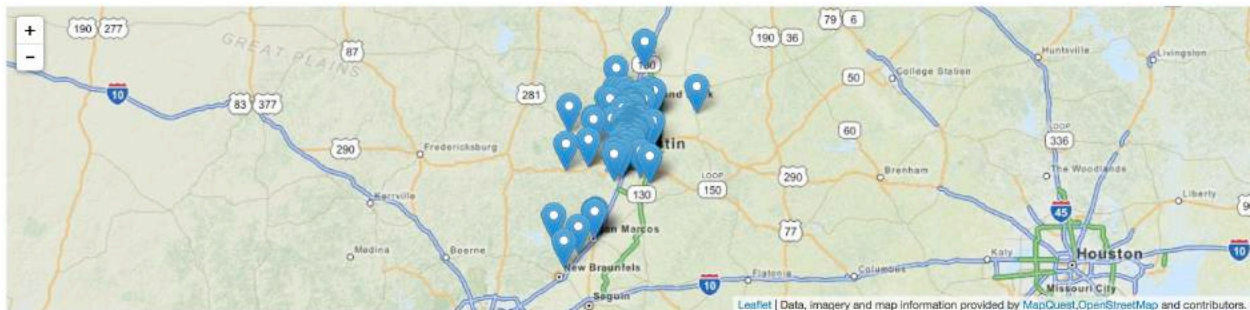 +
−
190 277
GREAT PLAINS
87
79 6
190 36
Huntsville
Livingston
10
83 377
281
180
50
College Station
LOOP
336
290
Fredericksburg
60
The Woodlands
tin
LOOP
150
290
Brenham
Liberty
Kerrville
130
45
77
San Marcos
Medina
Boerne
Katy
Houston
10
New Braunfels
10
Flatonia
Columbus
Missouri City
Seguin
Leaflet | Data, imagery and map information provided by MapQuest,OpenStreetMap and contributors.